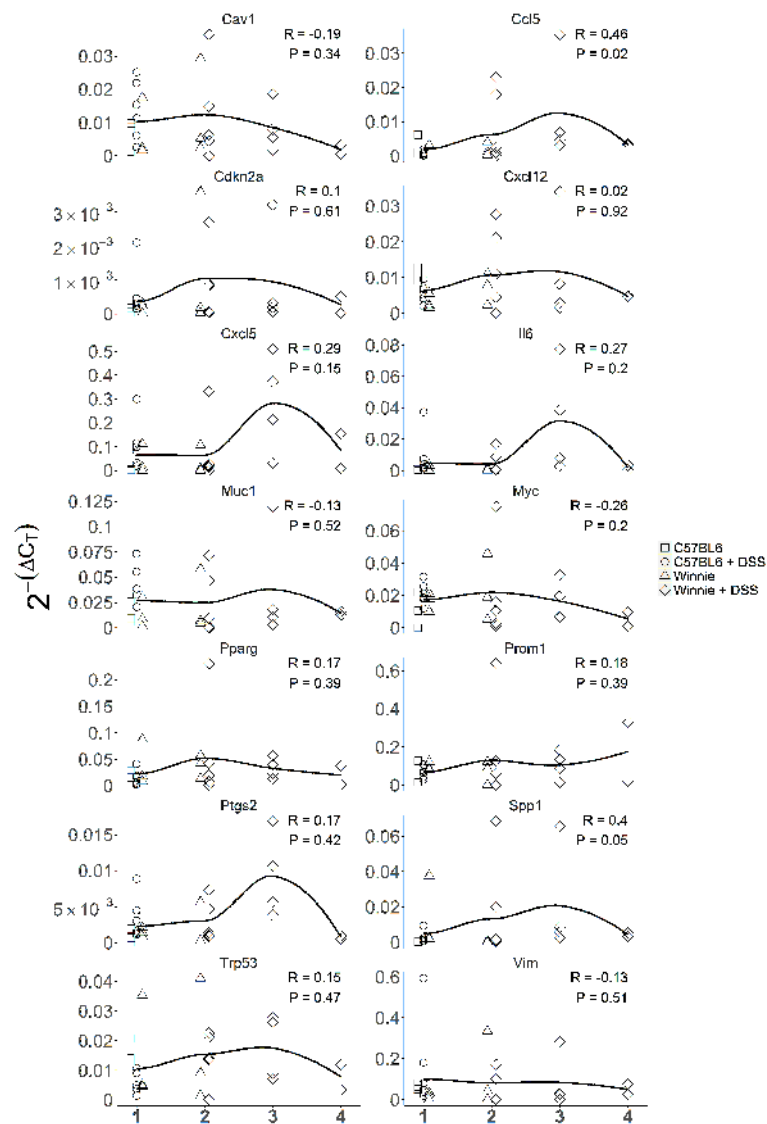 Cav1
R = -0.19
P = 0.34
0.03
0.02
0.01
0
Ccl5
R = 0.46
P = 0.02
0.03
0.02
0.01
0
Cdkn2a
R = 0.1
P = 0.61
3 × 10⁻³
2 × 10⁻³
1 × 10⁻³
0
Cxcl12
R = 0.02
P = 0.92
0.03
0.02
0.01
0
Cxcl5
R = 0.29
P = 0.15
0.5
0.4
0.3
0.2
0.1
0
Il6
R = 0.27
P = 0.2
0.08
0.06
0.04
0.02
0
Muc1
R = -0.13
P = 0.52
0.125
0.1
0.075
0.05
0.025
0
Myc
R = -0.26
P = 0.2
0.06
0.04
0.02
0
2^-(ΔCT)
C57BL6
C57BL6 + DSS
Winnie
Winnie + DSS
Pparg
R = 0.17
P = 0.39
0.2
0.15
0.1
0.05
0
Prom1
R = 0.18
P = 0.39
0.6
0.4
0.2
0
Ptgs2
R = 0.17
P = 0.42
0.015
0.01
5 × 10⁻³
0
Spp1
R = 0.4
P = 0.05
0.06
0.04
0.02
0
Trp53
R = 0.15
P = 0.47
0.04
0.03
0.02
0.01
0
Vim
R = -0.13
P = 0.51
0.6
0.4
0.2
0
1 2 3 4
1 2 3 4